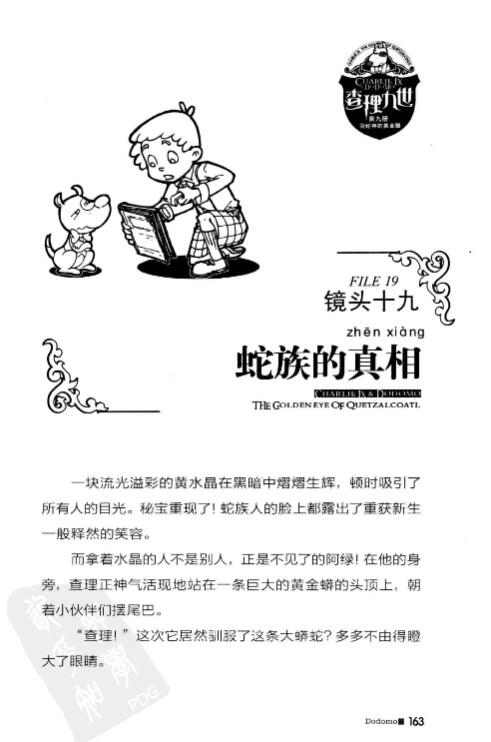 CHARLIE IX
DODOMO
查理九世
第九册
羽蛇神的黄金眼
FILE 19
镜头十九
zhēn xiàng
蛇族的真相
CHARLIE IX & DODOMO
THE GOLDEN EYE OF QUETZALCOATL
一块流光溢彩的黄水晶在黑暗中熠熠生辉，顿时吸引了
所有人的目光。秘宝重现了！蛇族人的脸上都露出了重获新生
一般释然的笑容。
而拿着水晶的人不是别人，正是不见了的阿绿！在他的身
旁，查理正神气活现地站在一条巨大的黄金蟒的头顶上，朝
着小伙伴们摆尾巴。
“查理！”这次它居然驯服了这条大蟒蛇？多多不由得瞪
大了眼睛。
PDG
Dodomo 163